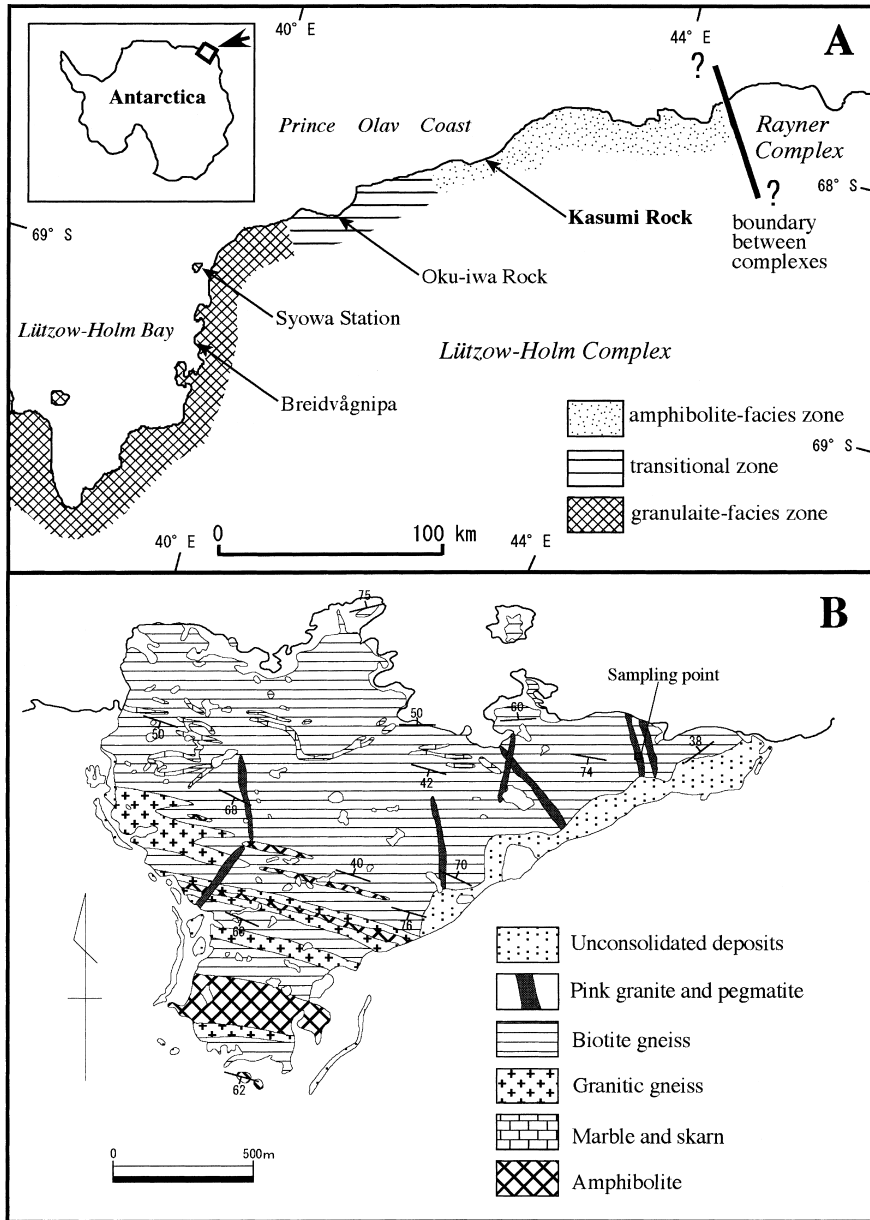 40° E
44° E
A
Antarctica
Prince Olav Coast
?
Rayner
Complex
?
68° S
Kasumi Rock
boundary
between
complexes
69° S
Oku-iwa Rock
Syowa Station
Lützow-Holm Bay
Lützow-Holm Complex
Breidvågnipa
amphibolite-facies zone
69° S
transitional zone
granulaite-facies zone
40° E
0
100
km
44° E
B
75
Sampling point
50
50
60
38
42
74
68
40
70
76
60
62
Unconsolidated deposits
Pink granite and pegmatite
Biotite gneiss
Granitic gneiss
Marble and skarn
Amphibolite
0
500m